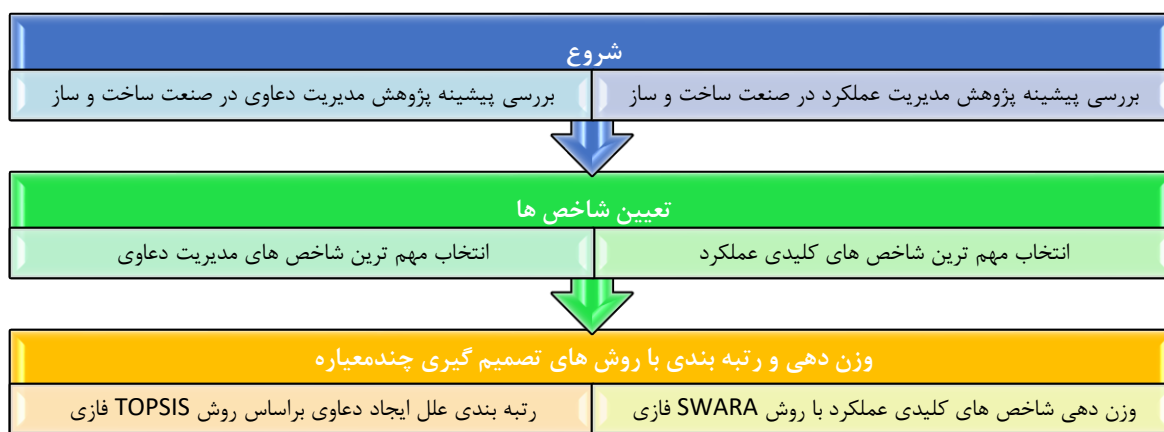 شروع
بررسی پیشینه پژوهش مدیریت عملکرد در صنعت ساخت و ساز
بررسی پیشینه پژوهش مدیریت دعاوی در صنعت ساخت و ساز
تعیین شاخص ها
انتخاب مهم ترین شاخص های کلیدی عملکرد
انتخاب مهم ترین شاخص های مدیریت دعاوی
وزن دهی و رتبه بندی با روش های تصمیم گیری چندمعیاره
وزن دهی شاخص های کلیدی عملکرد با روش SWARA فازی
رتبه بندی علل ایجاد دعاوی براساس روش TOPSIS فازی